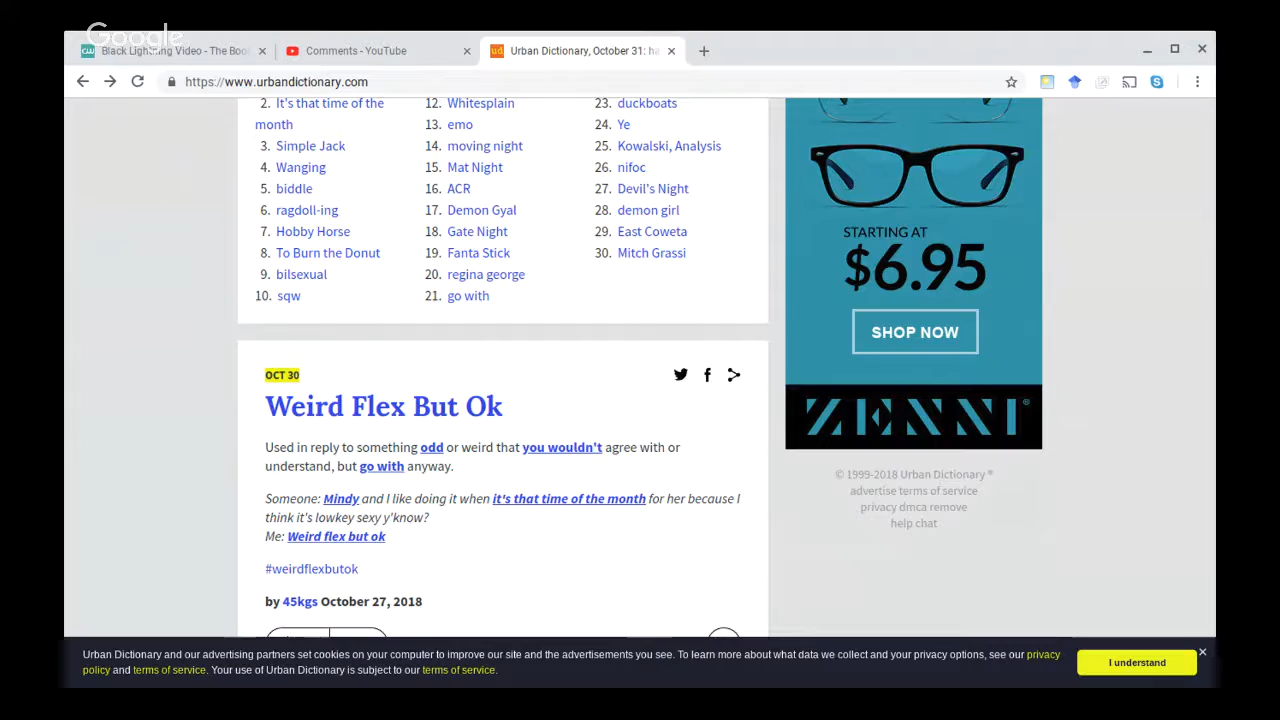 Google
Black Lightning Video - The Boo
Comments - YouTube
ud
Urban Dictionary, October 31: ha
https://www.urbandictionary.com
2. It's that time of the
month
3. Simple Jack
4. Wanging
5. biddle
6. ragdoll-ing
7. Hobby Horse
8. To Burn the Donut
9. bilsexual
10. sqw
12. Whitesplain
13. emo
14. moving night
15. Mat Night
16. ACR
17. Demon Gyal
18. Gate Night
19. Fanta Stick
20. regina george
21. go with
23. duckboats
24. Ye
25. Kowalski, Analysis
26. nifoc
27. Devil's Night
28. demon girl
29. East Coweta
30. Mitch Grassi
OCT 30
Weird Flex But Ok
Used in reply to something odd or weird that you wouldn't agree with or
understand, but go with anyway.
Someone: Mindy and I like doing it when it's that time of the month for her because I
think it's lowkey sexy y'know?
Me: Weird flex but ok
#weirdflexbutok
by 45kgs October 27, 2018
STARTING AT
$6.95
SHOP NOW
ZENNI®
© 1999-2018 Urban Dictionary ®
advertise terms of service
privacy dmca remove
help chat
Urban Dictionary and our advertising partners set cookies on your computer to improve our site and the advertisements you see. To learn more about what data we collect and your privacy options, see our privacy
policy and terms of service. Your use of Urban Dictionary is subject to our terms of service.
I understand